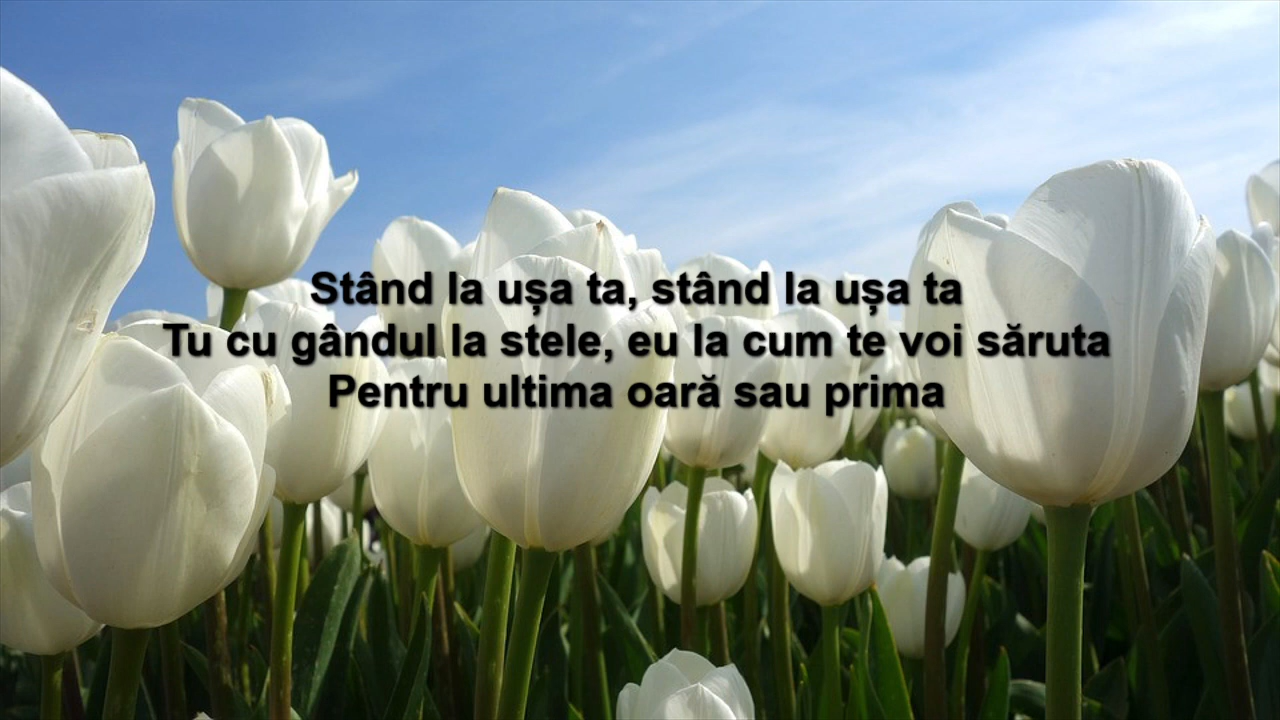 Stând la ușa ta, stând la ușa ta
Tu cu gândul la stele, eu la cum te voi săruta
Pentru ultima oară sau prima